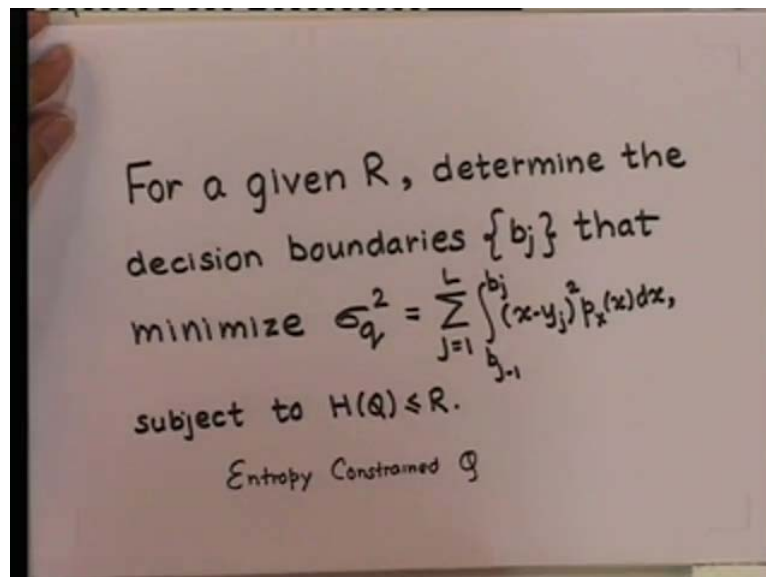 For a given R, determine the
decision boundaries {bj} that
minimize σq² = Σ_{j=1}^{L} ∫_{bj-1}^{bj} (x-yj)² px(x)dx,
subject to H(Q) ≤ R.
Entropy Constrained Q